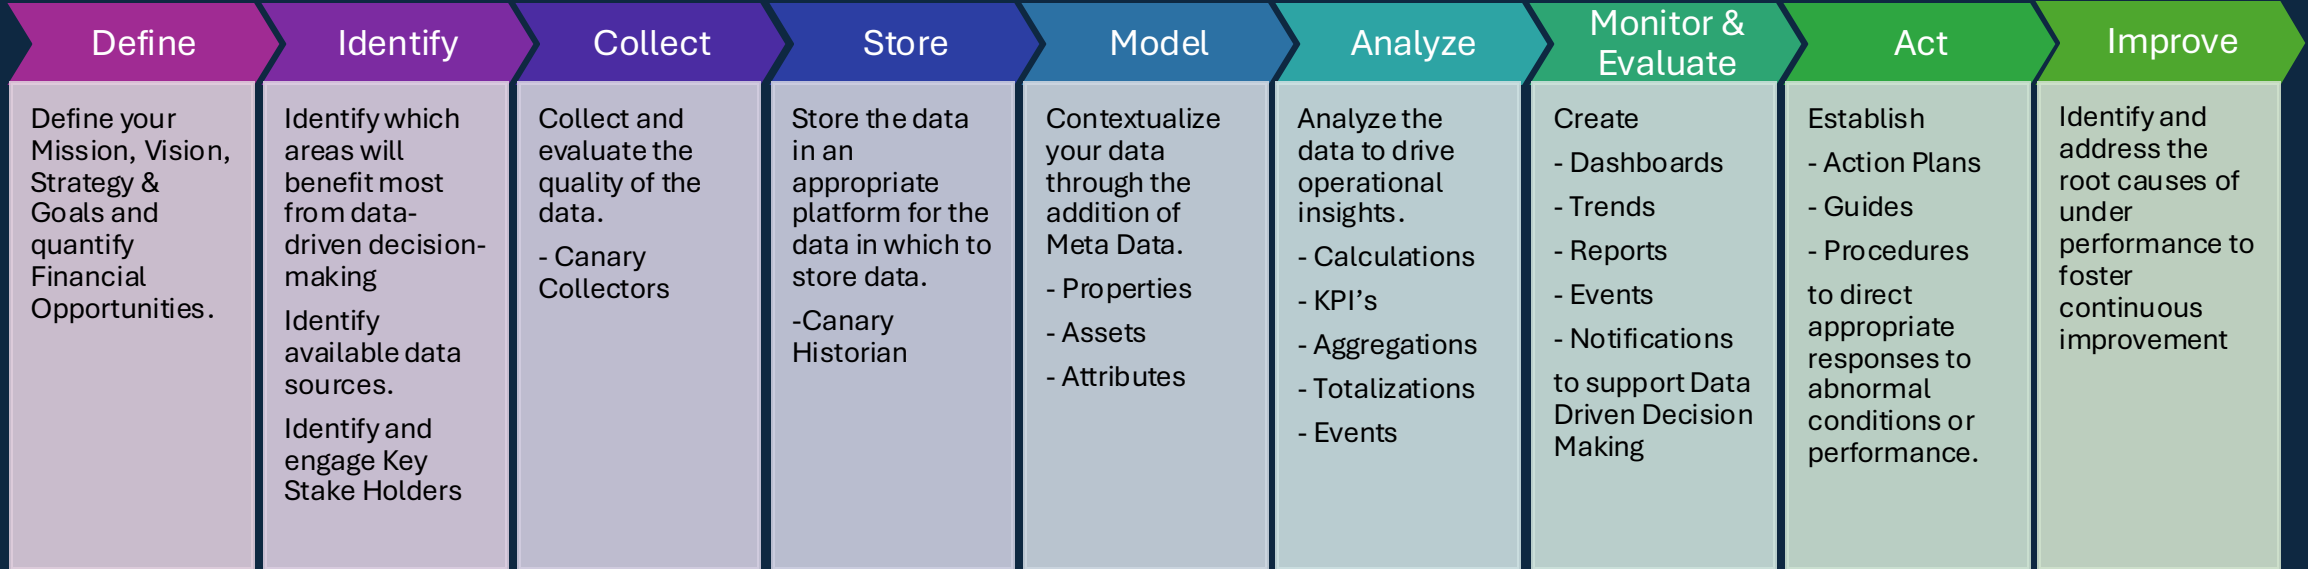 Define
Define your
Mission, Vision,
Strategy &
Goals and
quantify
Financial
Opportunities.
Identify
Identify which
areas will
benefit most
from data-
driven decision-
making
Identify
available data
sources.
Identify and
engage Key
Stake Holders
Collect
Collect and
evaluate the
quality of the
data.
- Canary
Collectors
Store
Store the data
in an
appropriate
platform for the
data in which to
store data.
-Canary
Historian
Model
Contextualize
your data
through the
addition of
Meta Data.
- Properties
- Assets
- Attributes
Analyze
Analyze the
data to drive
operational
insights.
- Calculations
- KPI’s
- Aggregations
- Totalizations
- Events
Monitor &
Evaluate
Create
- Dashboards
- Trends
- Reports
- Events
- Notifications
to support Data
Driven Decision
Making
Act
Establish
- Action Plans
- Guides
- Procedures
to direct
appropriate
responses to
abnormal
conditions or
performance.
Improve
Identify and
address the
root causes of
under
performance to
foster
continuous
improvement